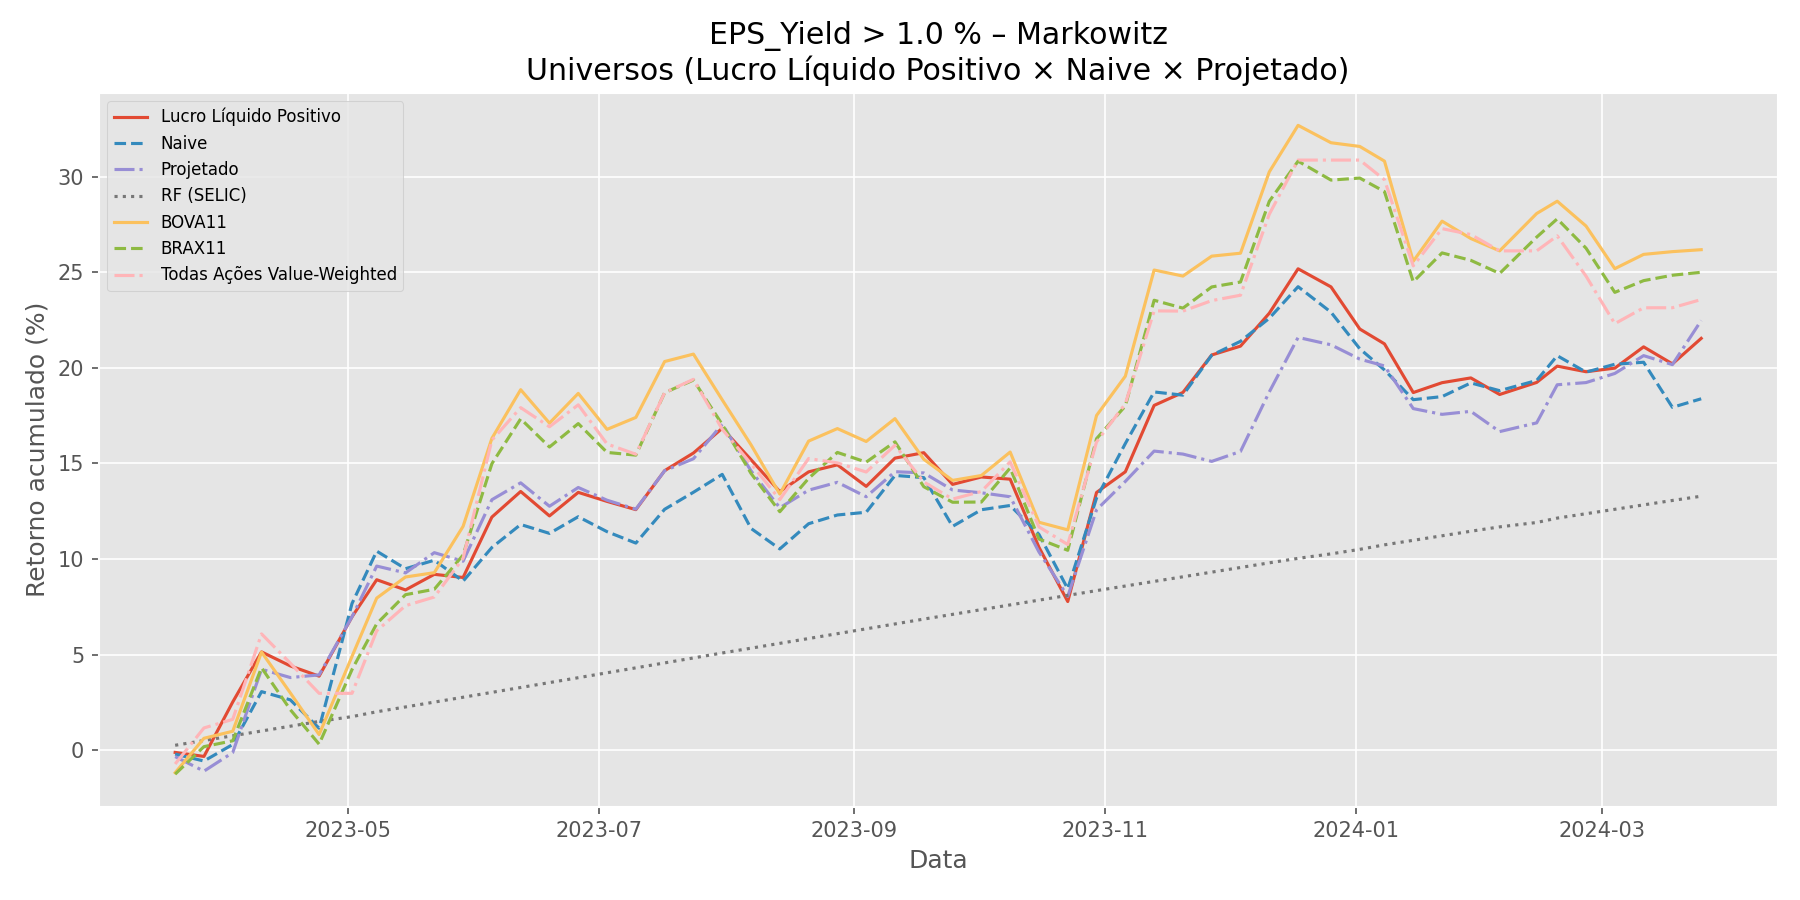 EPS_Yield > 1.0 % – Markowitz
Universos (Lucro Líquido Positivo × Naive × Projetado)
Lucro Líquido Positivo
Naive
Projetado
RF (SELIC)
BOVA11
BRAX11
Todas Ações Value-Weighted
Retorno acumulado (%)
30
25
20
15
10
5
0
2023-05
2023-07
2023-09
2023-11
2024-01
2024-03
Data